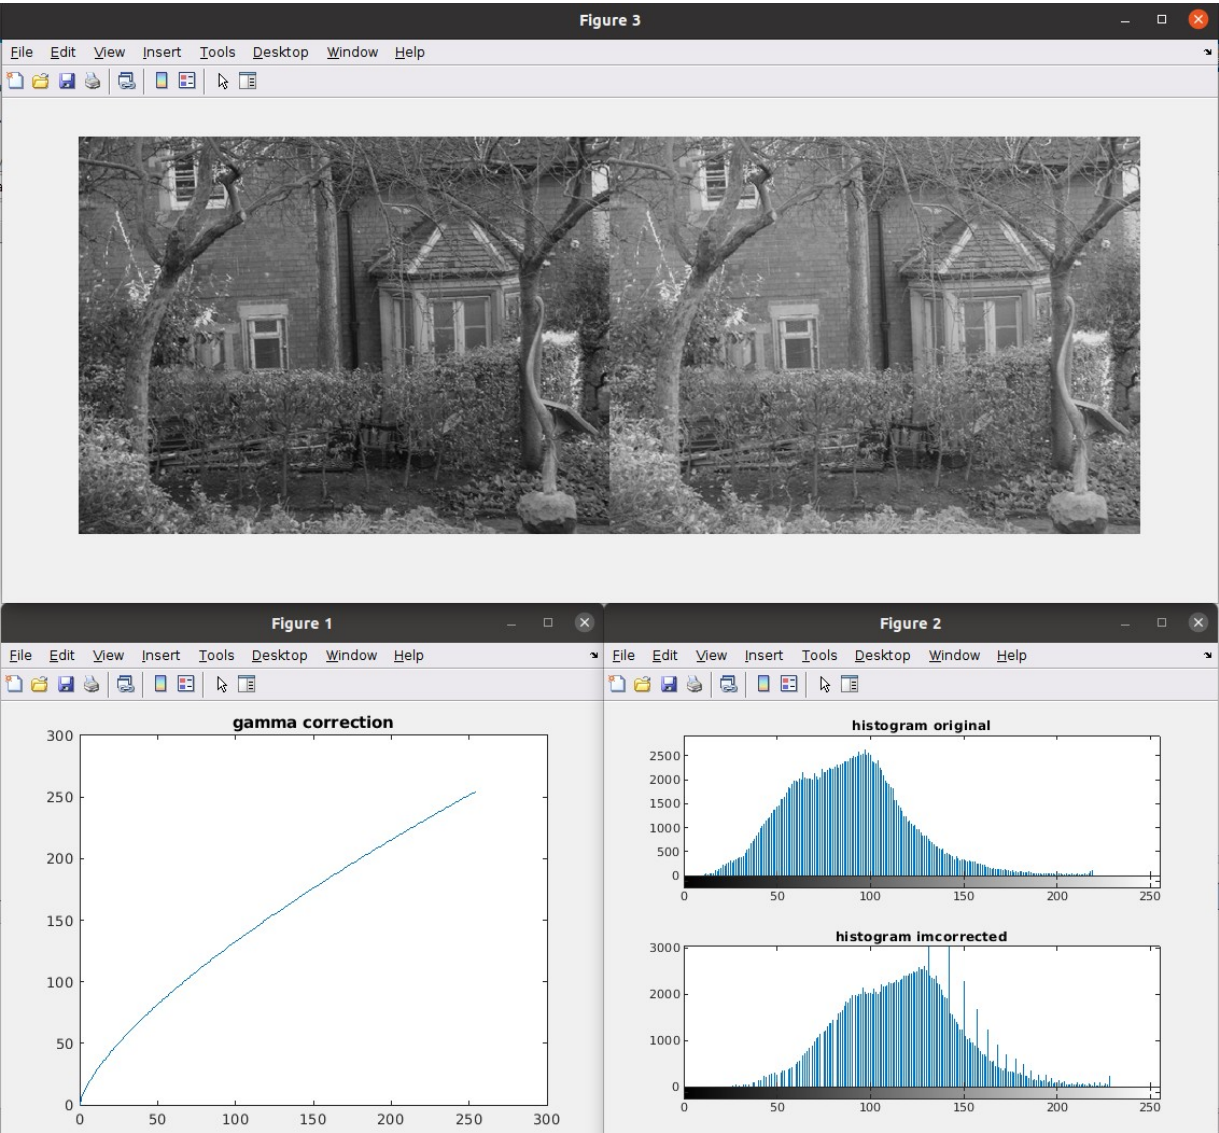 Figure 3
File Edit View Insert Tools Desktop Window Help
Figure 1
File Edit View Insert Tools Desktop Window Help
gamma correction
300
250
200
150
100
50
0
0 50 100 150 200 250 300
Figure 2
File Edit View Insert Tools Desktop Window Help
histogram original
2500
2000
1500
1000
500
0
0 50 100 150 200 250
histogram imcorrected
3000
2000
1000
0
0 50 100 150 200 250